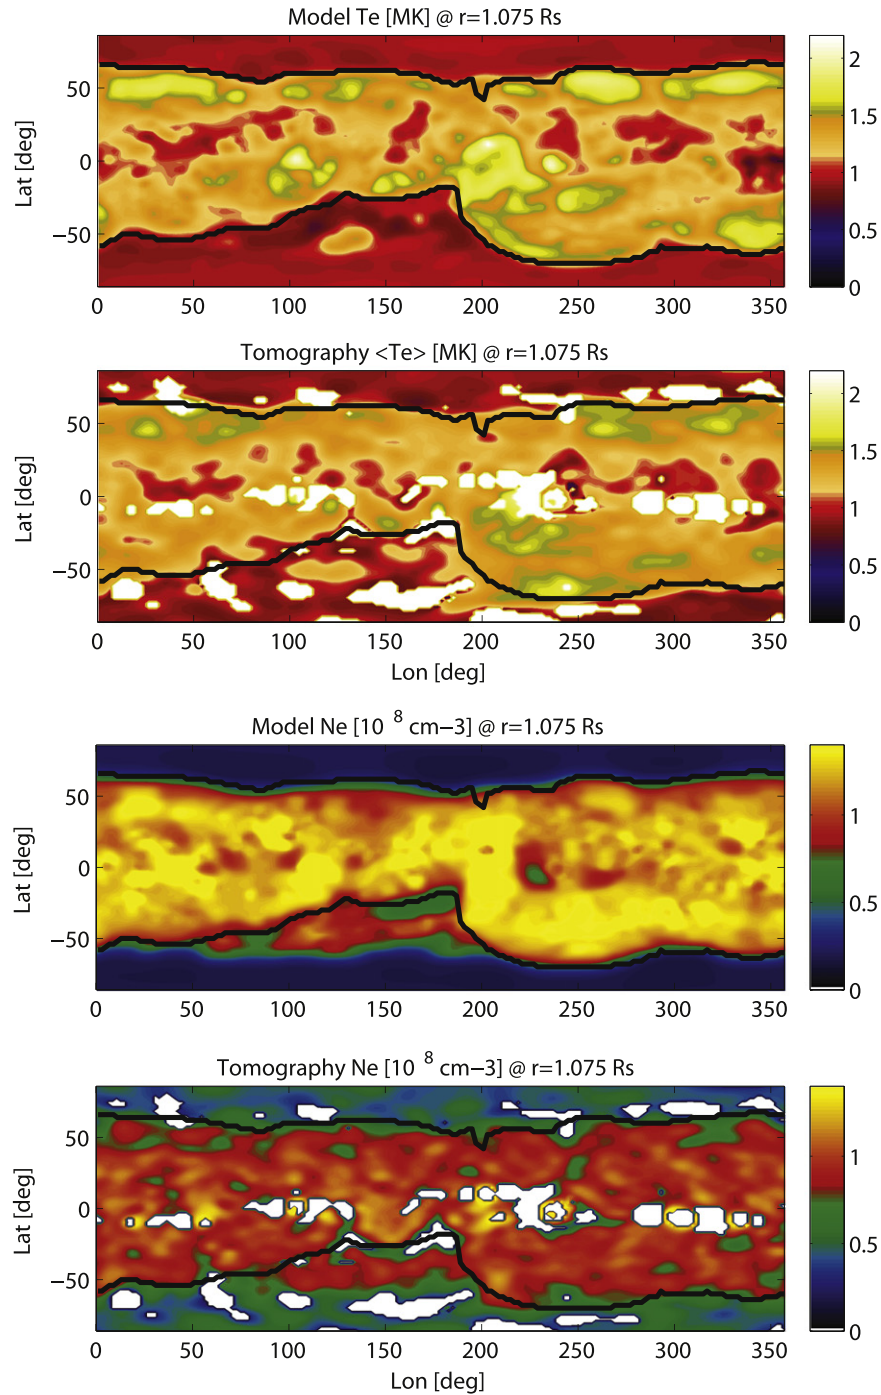 Model Te [MK] @ r=1.075 Rs
Lat [deg]
50
0
−50
0 50 100 150 200 250 300 350
2
1.5
1
0.5
0
Tomography <Te> [MK] @ r=1.075 Rs
Lat [deg]
50
0
−50
0 50 100 150 200 250 300 350
Lon [deg]
2
1.5
1
0.5
0
Model Ne [10 8 cm−3] @ r=1.075 Rs
Lat [deg]
50
0
−50
0 50 100 150 200 250 300 350
1
0.5
0
Tomography Ne [10 8 cm−3] @ r=1.075 Rs
Lat [deg]
50
0
−50
0 50 100 150 200 250 300 350
Lon [deg]
1
0.5
0